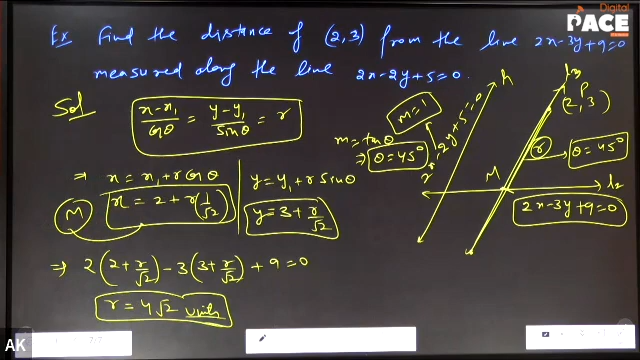 Digital
PACE
Ex Find the distance of (2,3) from the line 2x-3y+9=0
measured along the line 2x-2y+5=0.
Sol
x-x₁/cosθ = y-y₁/sinθ = r
m=1
m=tanθ
⇒ θ=45°
⇒ x=x₁+r cosθ
y=y₁+r sinθ
M
x=2+r(1/√2)
y=3+r/√2
⇒ 2(2+r/√2)-3(3+r/√2)+9=0
r=4√2 units
2x-2y+5=0
P
(2,3)
r
θ=45°
M
l₂
2x-3y+9=0
AK